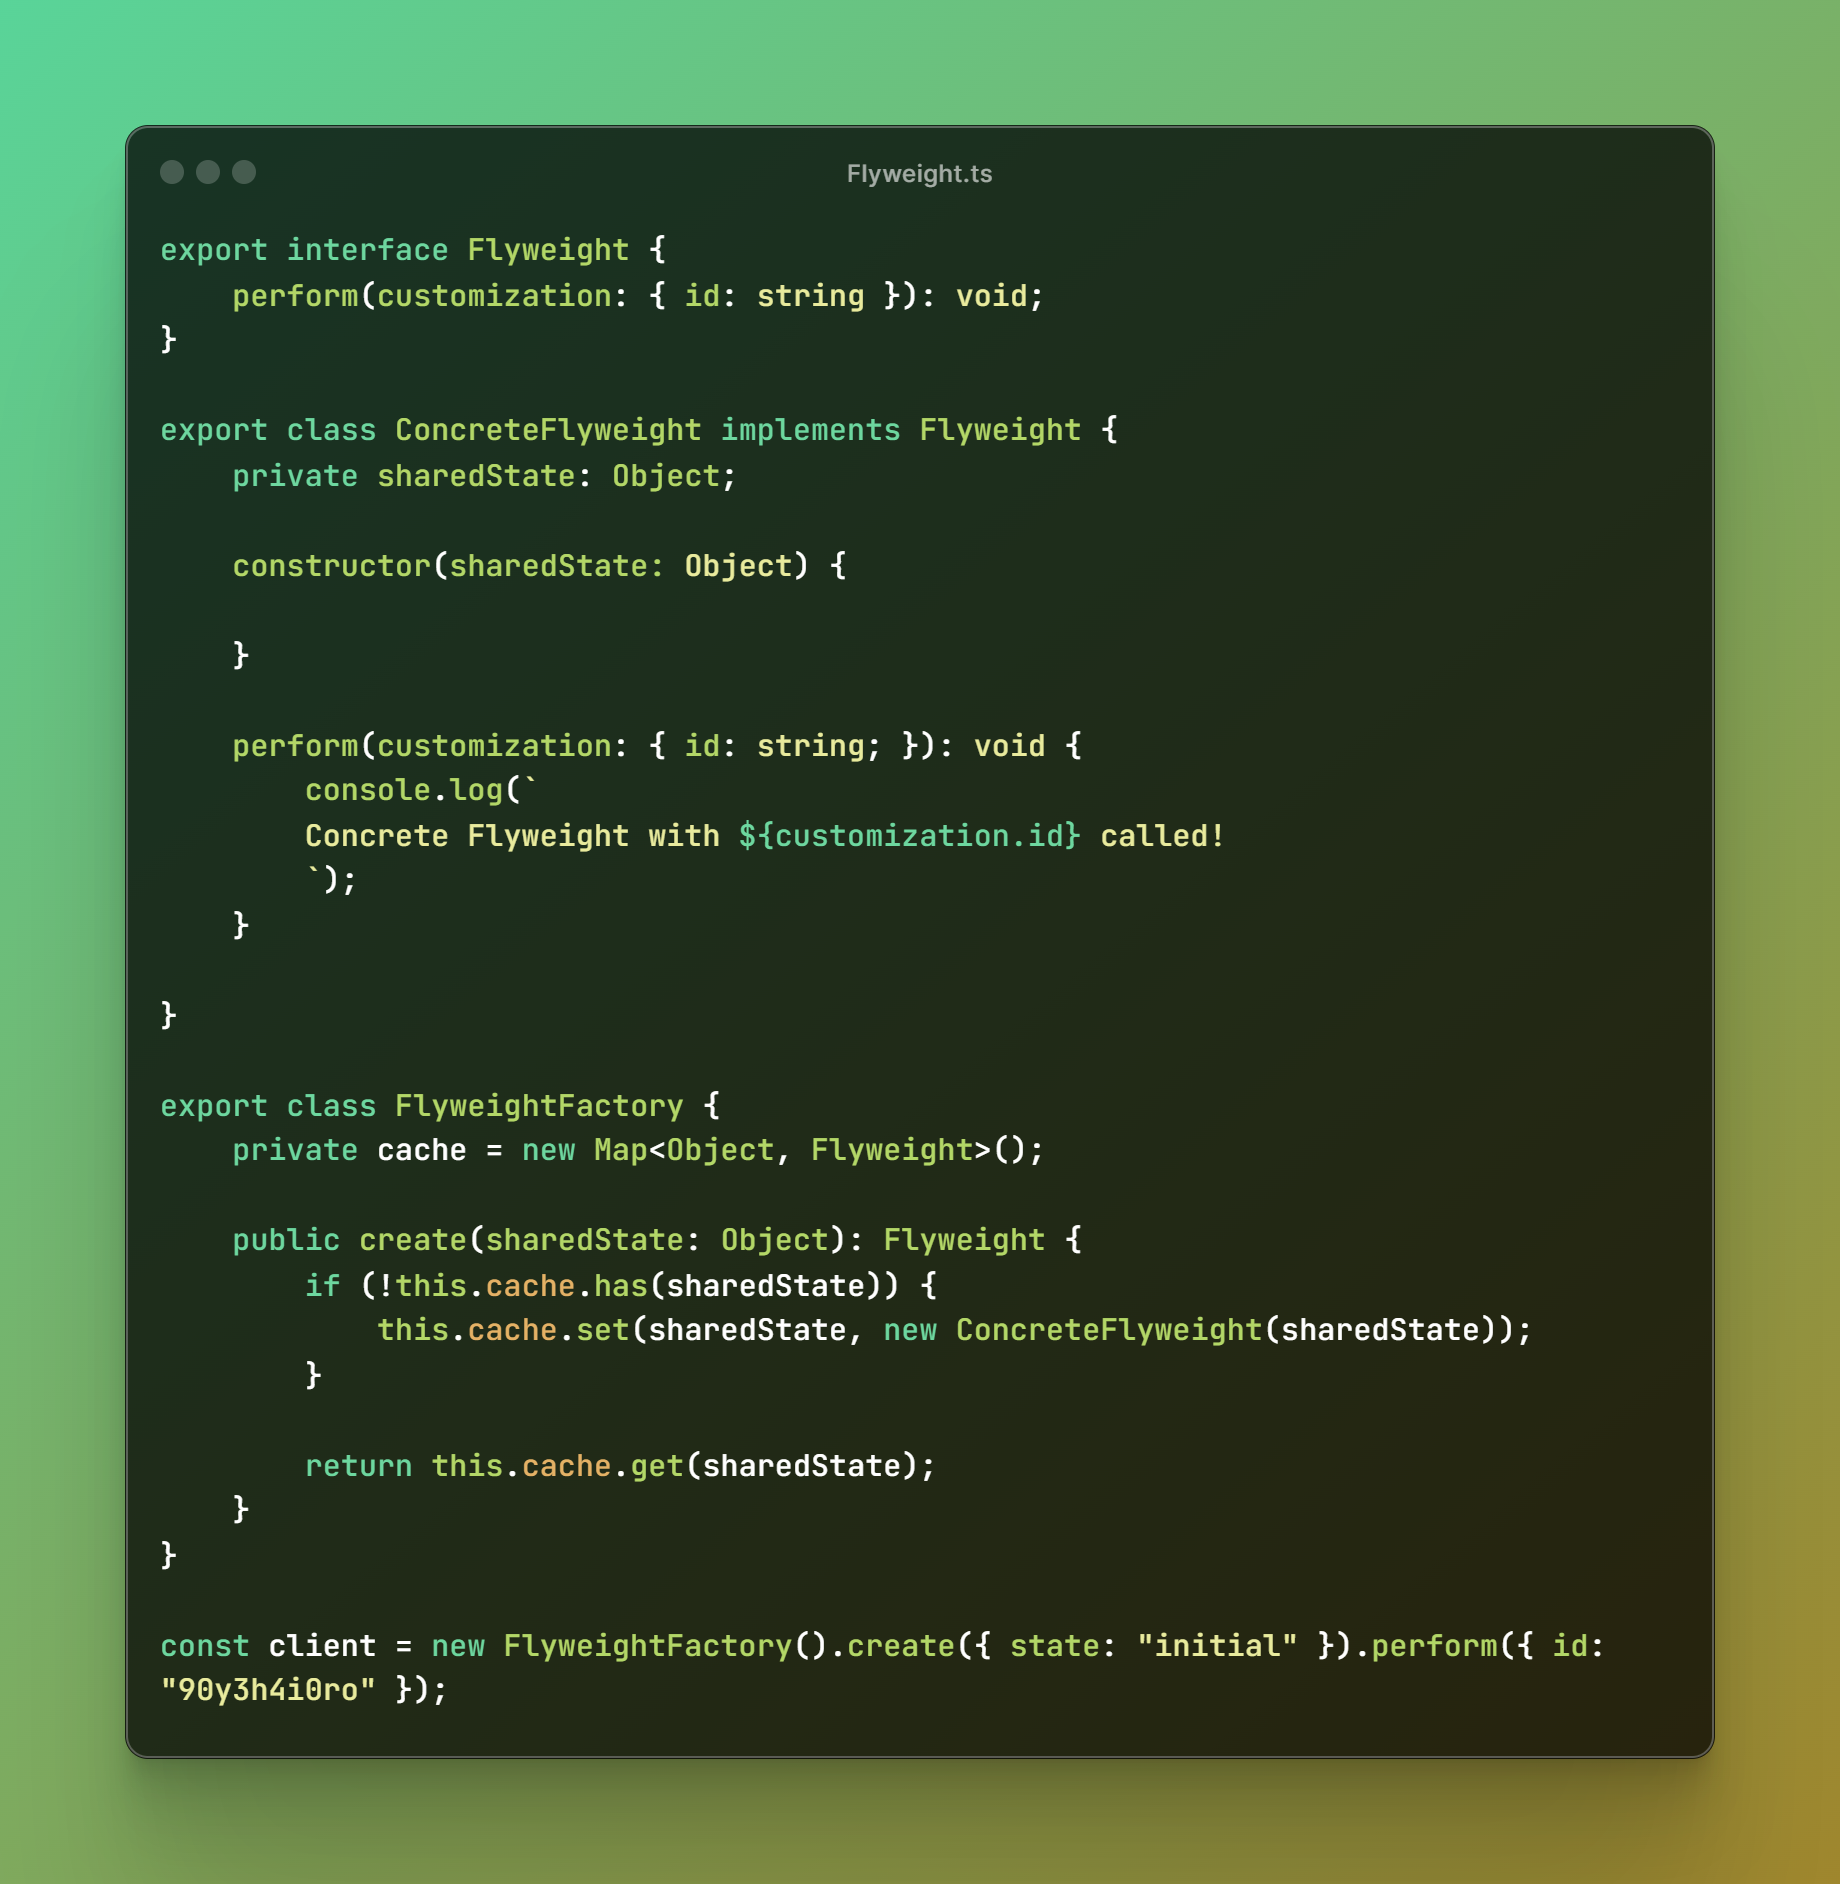 Flyweight.ts
export interface Flyweight {
    perform(customization: { id: string }): void;
}
export class ConcreteFlyweight implements Flyweight {
    private sharedState: Object;
    constructor(sharedState: Object) {
    }
    perform(customization: { id: string; }): void {
        console.log(`
        Concrete Flyweight with ${customization.id} called!
        `);
    }
}
export class FlyweightFactory {
    private cache = new Map<Object, Flyweight>();
    public create(sharedState: Object): Flyweight {
        if (!this.cache.has(sharedState)) {
            this.cache.set(sharedState, new ConcreteFlyweight(sharedState));
        }
        return this.cache.get(sharedState);
    }
}
const client = new FlyweightFactory().create({ state: "initial" }).perform({ id:
"90y3h4i0ro" });